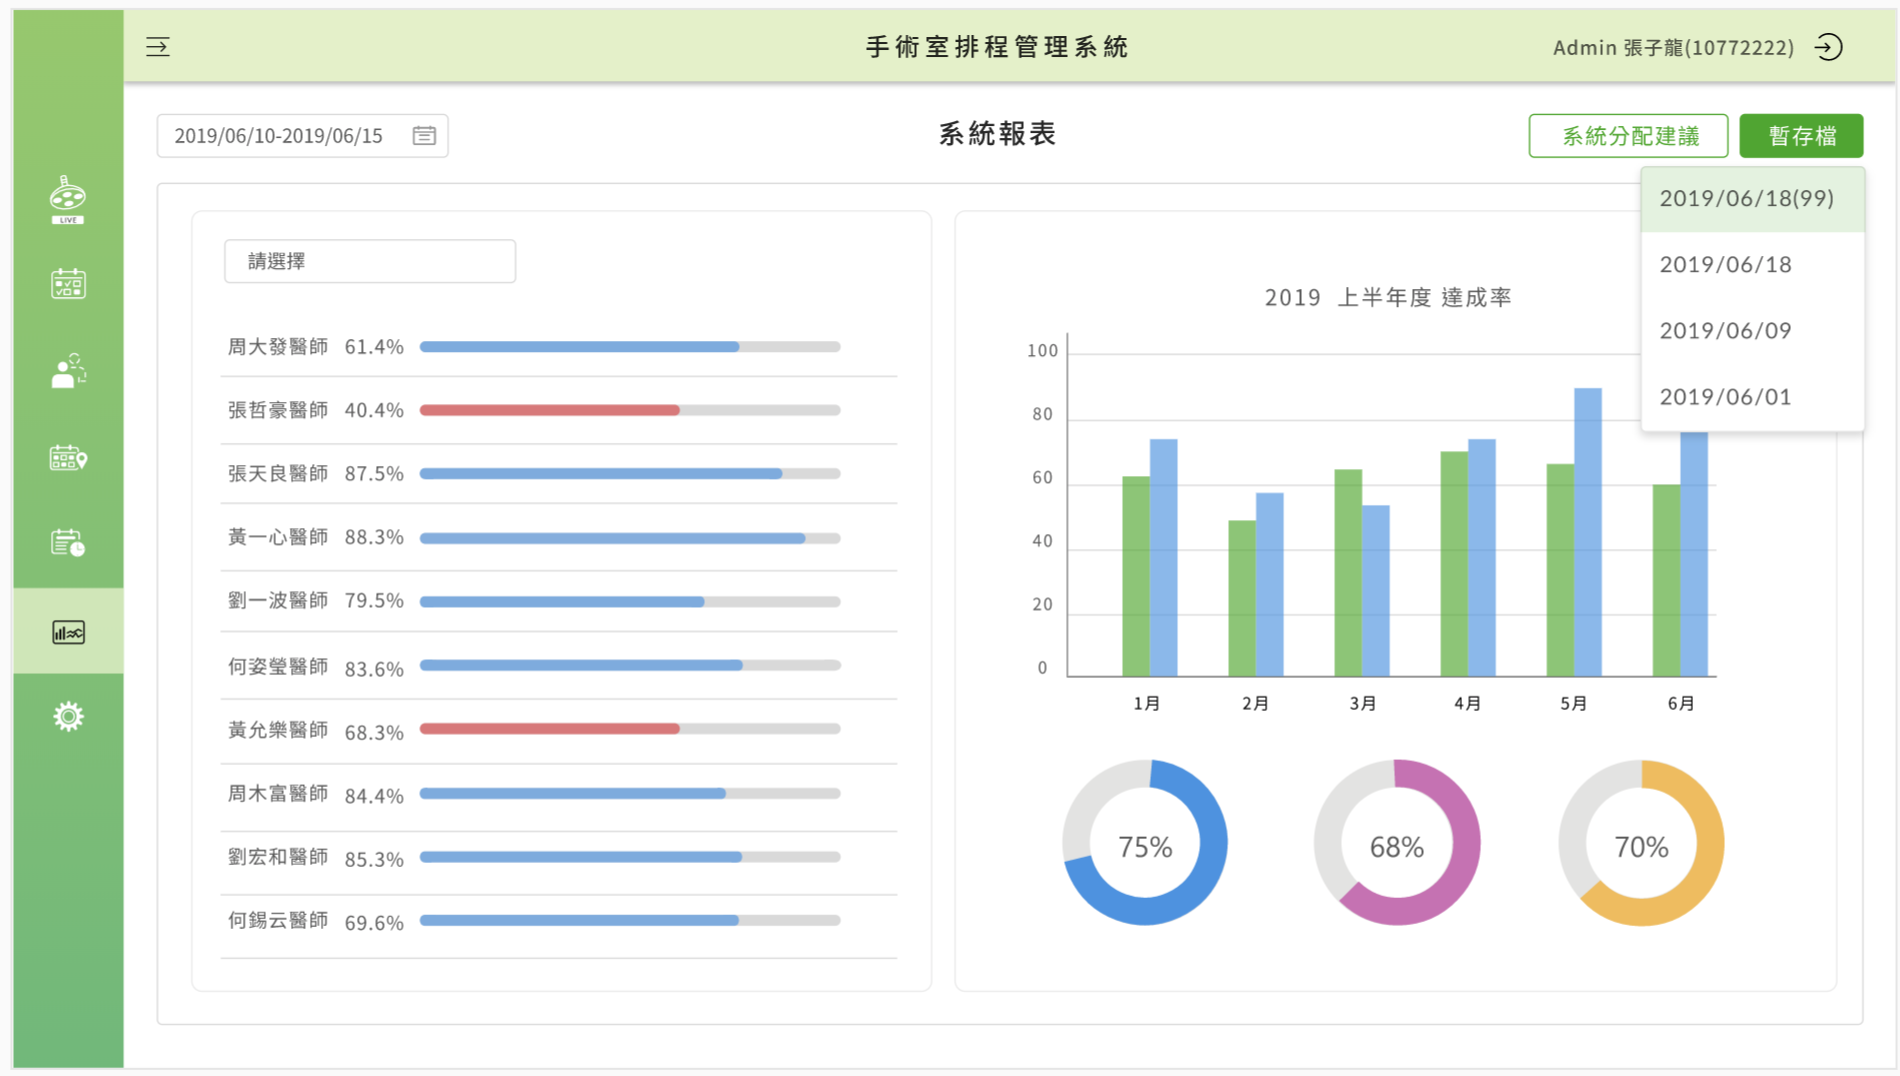 手術室排程管理系統
Admin 張子龍(10772222)
2019/06/10-2019/06/15
系統報表
系統分配建議
暫存檔
LIVE
2019/06/18(99)
2019/06/18
2019/06/09
2019/06/01
請選擇
周大發醫師 61.4%
張哲豪醫師 40.4%
張天良醫師 87.5%
黃一心醫師 88.3%
劉一波醫師 79.5%
何姿瑩醫師 83.6%
黃允樂醫師 68.3%
周木富醫師 84.4%
劉宏和醫師 85.3%
何錫云醫師 69.6%
2019 上半年度 達成率
100
80
60
40
20
0
1月 2月 3月 4月 5月 6月
75% 68% 70%